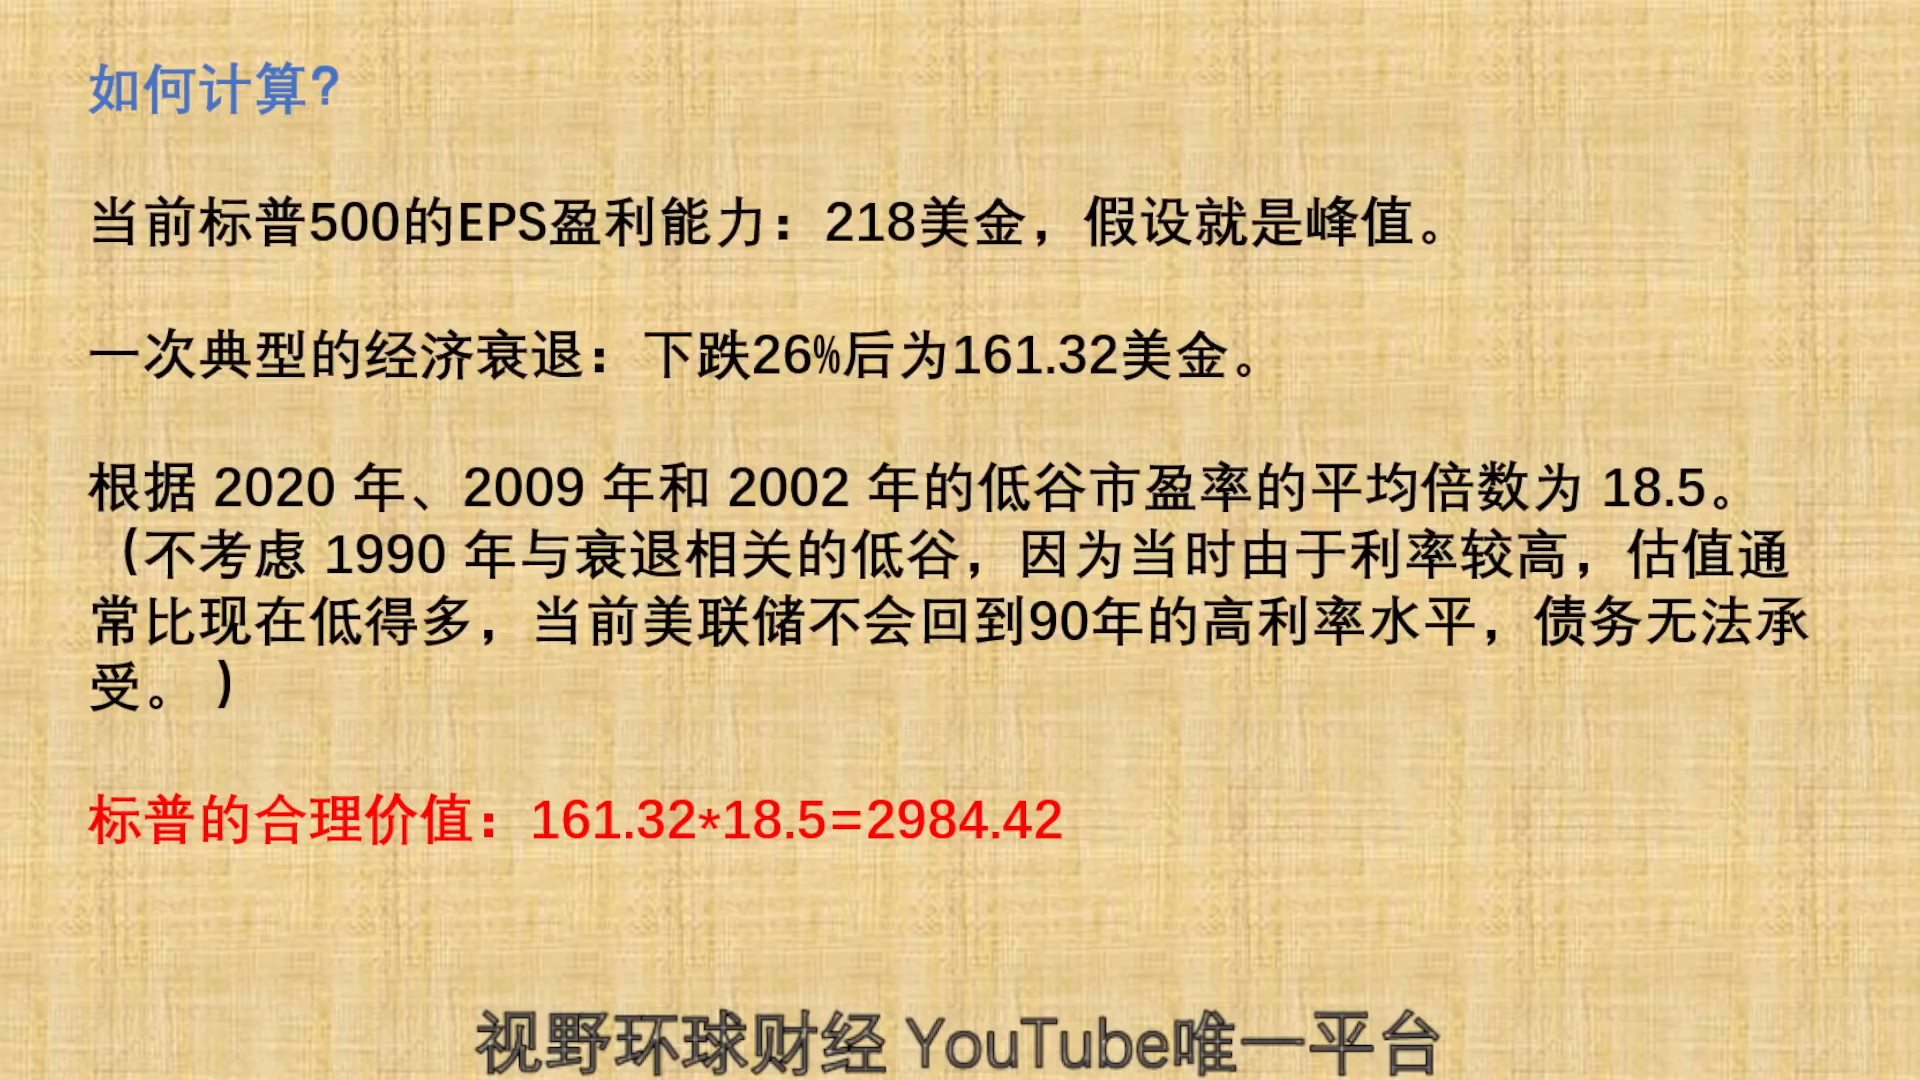 如何计算？
当前标普500的EPS盈利能力：218美金，假设就是峰值。
一次典型的经济衰退：下跌26%后为161.32美金。
根据 2020 年、2009 年和 2002 年的低谷市盈率的平均倍数为 18.5。
（不考虑 1990 年与衰退相关的低谷，因为当时由于利率较高，估值通
常比现在低得多，当前美联储不会回到90年的高利率水平，债务无法承
受。）
标普的合理价值：161.32*18.5=2984.42
视野环球财经 YouTube唯一平台